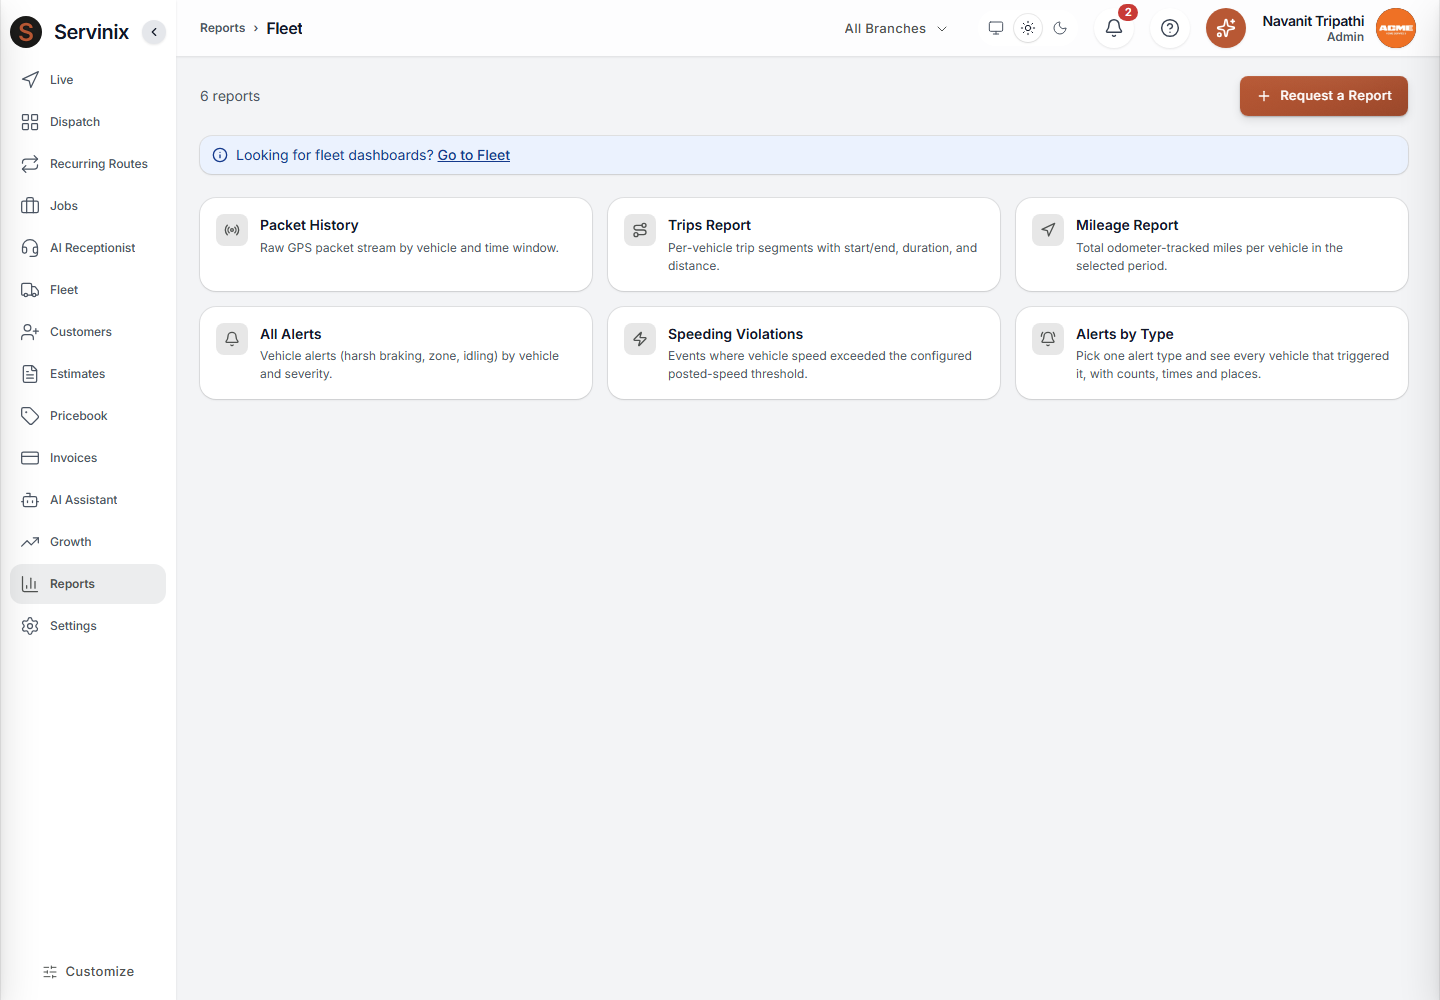 S Servinix
Reports › Fleet
All Branches
2
Navanit Tripathi
Admin
ACME
Live
Dispatch
Recurring Routes
Jobs
AI Receptionist
Fleet
Customers
Estimates
Pricebook
Invoices
AI Assistant
Growth
Reports
Settings
Customize
6 reports
+ Request a Report
Looking for fleet dashboards? Go to Fleet
Packet History
Raw GPS packet stream by vehicle and time window.
Trips Report
Per-vehicle trip segments with start/end, duration, and
distance.
Mileage Report
Total odometer-tracked miles per vehicle in the
selected period.
All Alerts
Vehicle alerts (harsh braking, zone, idling) by vehicle
and severity.
Speeding Violations
Events where vehicle speed exceeded the configured
posted-speed threshold.
Alerts by Type
Pick one alert type and see every vehicle that triggered
it, with counts, times and places.